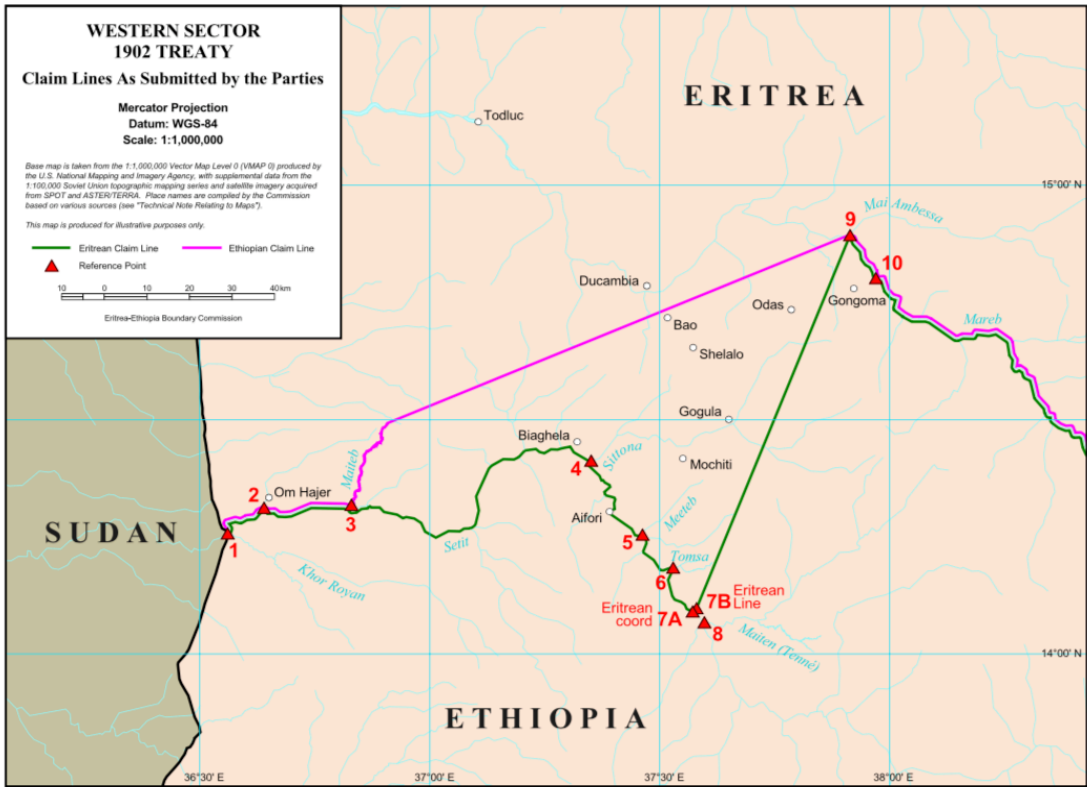 WESTERN SECTOR
1902 TREATY
Claim Lines As Submitted by the Parties
Mercator Projection
Datum: WGS-84
Scale: 1:1,000,000
Base map is taken from the 1:1,000,000 Vector Map Level 0 (VMAP 0) produced by
the U.S. National Mapping and Imagery Agency, with supplemental data from the
1:100,000 Soviet Union topographic mapping series and satellite imagery acquired
from SPOT and ASTER/TERRA. Place names are compiled by the Commission
based on various sources (see "Technical Note Relating to Maps").
This map is produced for illustrative purposes only.
Eritrean Claim Line
Ethiopian Claim Line
Reference Point
10 0 10 20 30 40 km
Eritrea-Ethiopia Boundary Commission
ERITREA
Todluc
15°00' N
Mai Ambessa
9
10
Ducambia
Gongoma
Odas
Bao
Mareb
Shelalo
Gogula
Biaghela
4
Sittona
Mochiti
Maiteb
2
Om Hajer
3
Aifori
Meeteb
SUDAN
1
Setit
5
Tomsa
6
Khor Royan
Eritrean
coord
7A
7B
Eritrean
Line
8
Maiten (Tenné)
14°00' N
ETHIOPIA
36°30' E
37°00' E
37°30' E
38°00' E